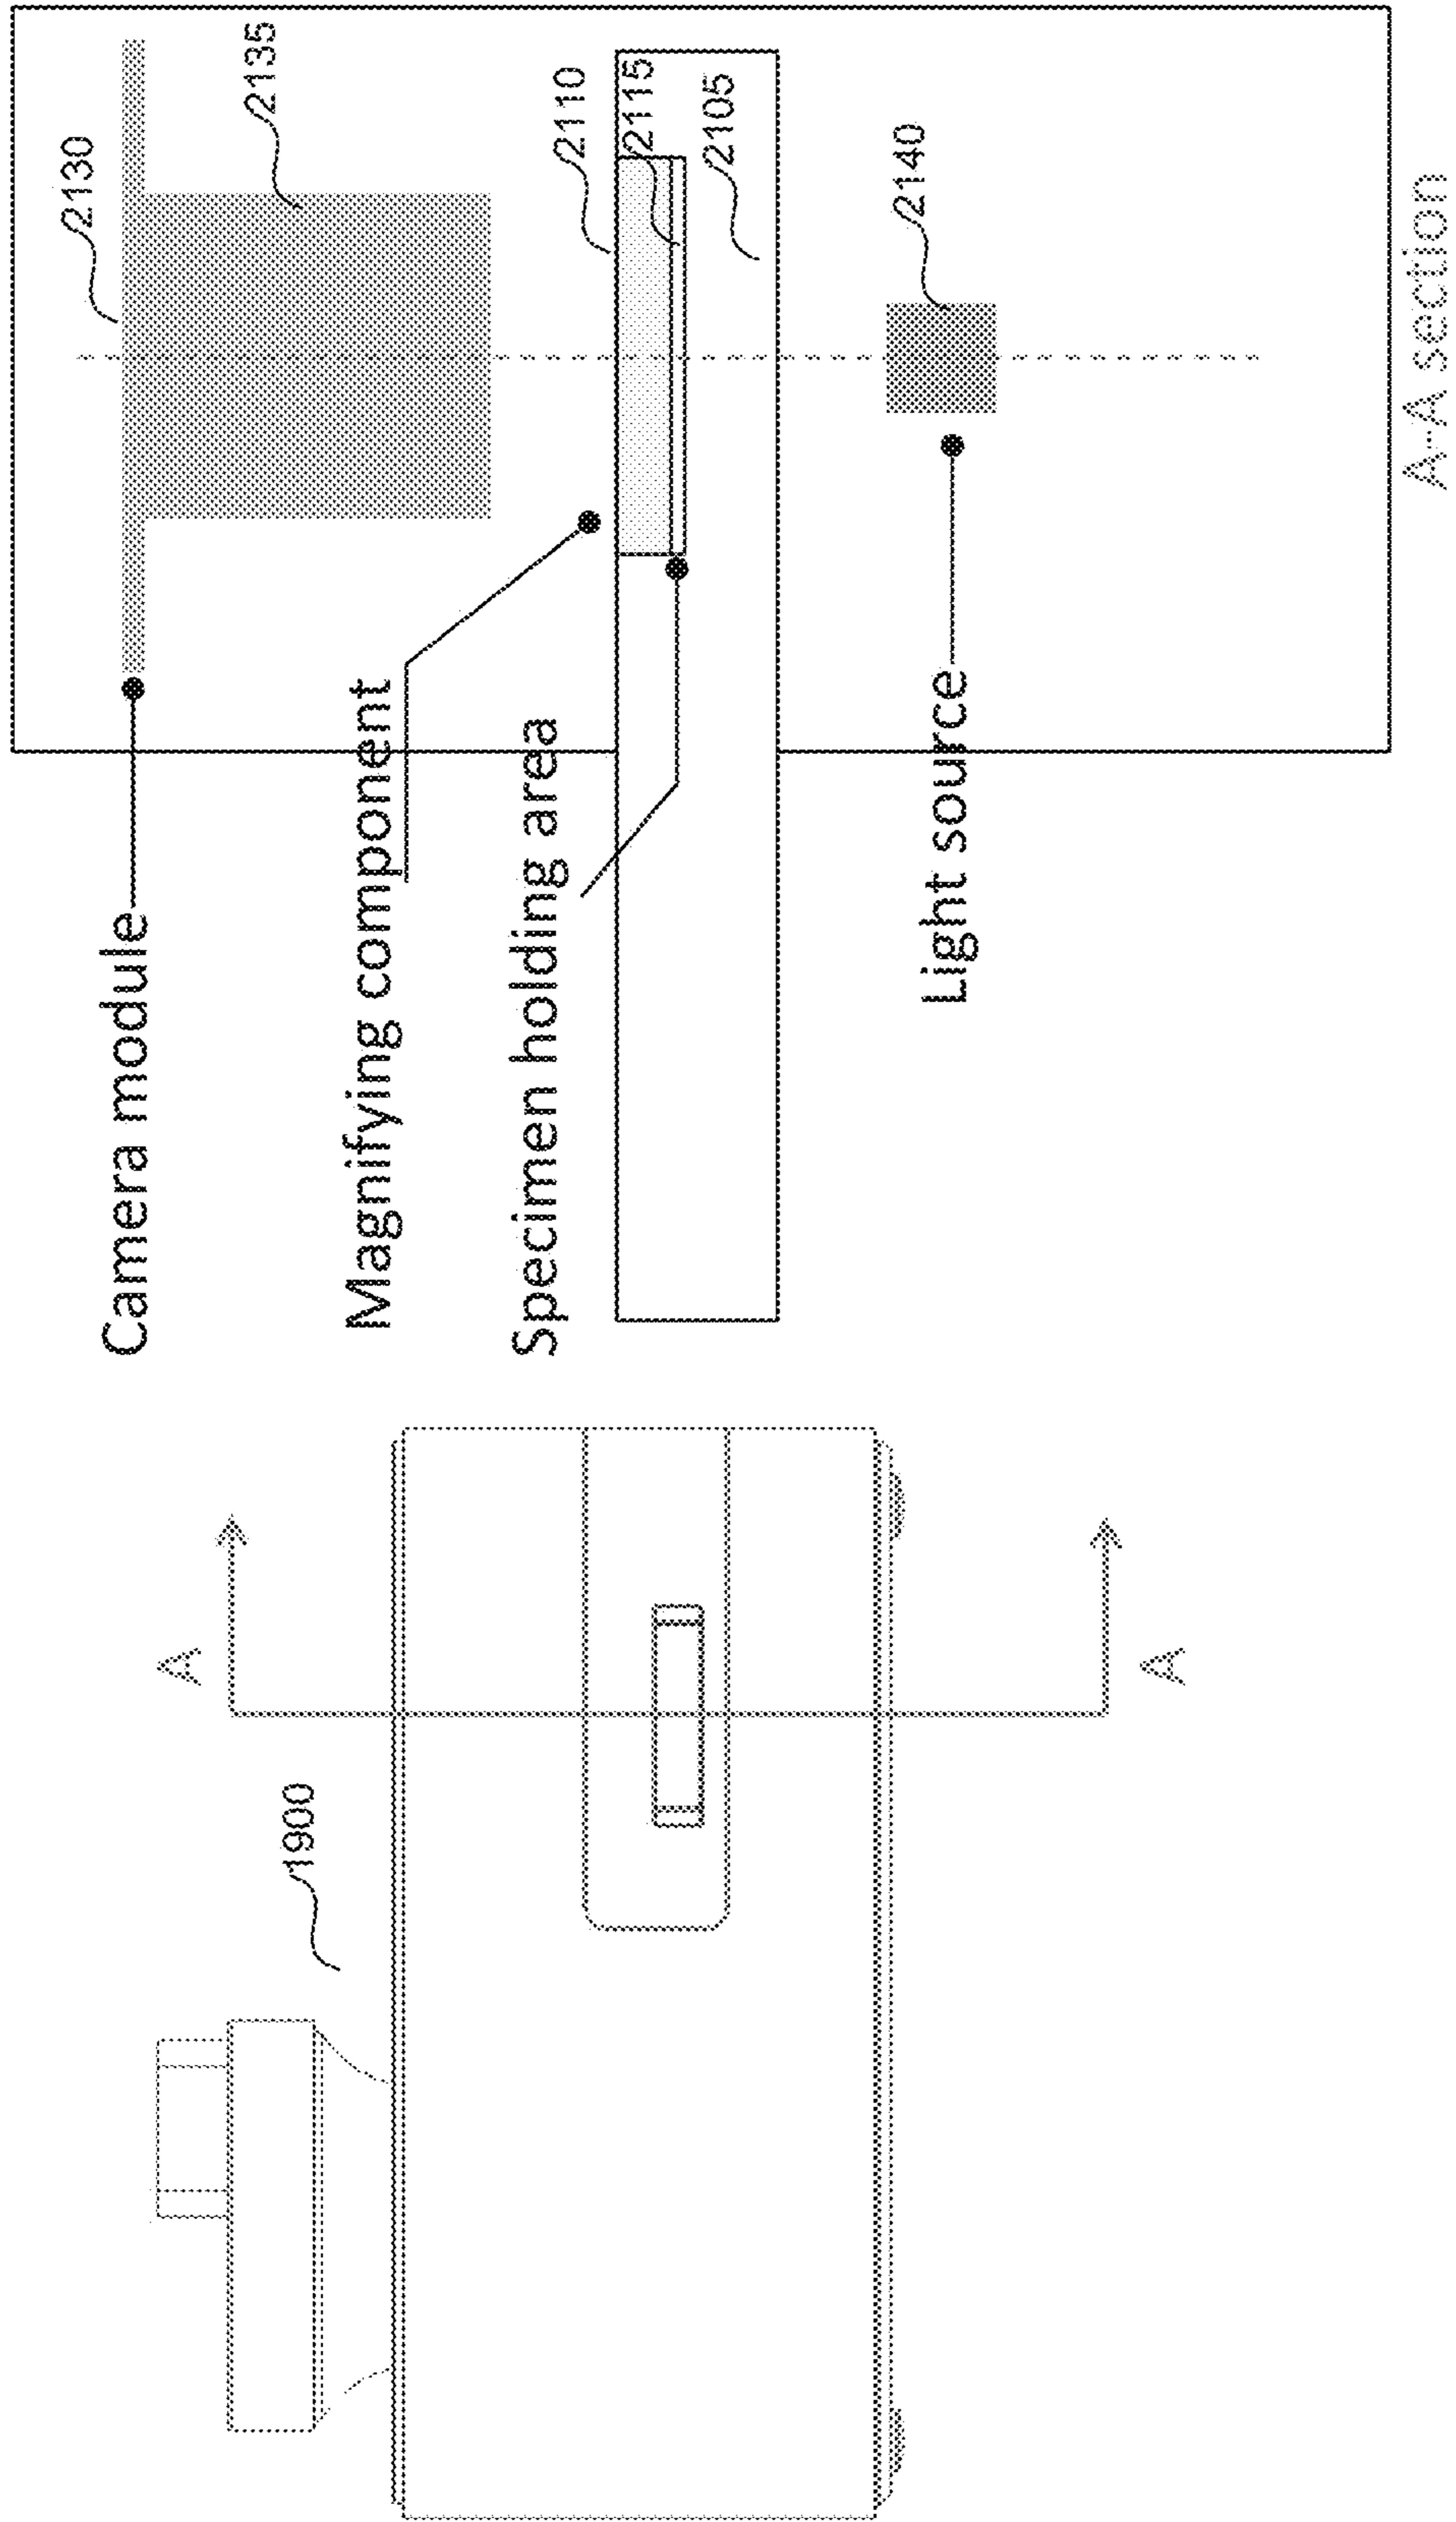 1900
A
A
Camera module
Magnifying component
Specimen holding area
Light source
2130
2135
2110
2115
2105
2140
A-A section